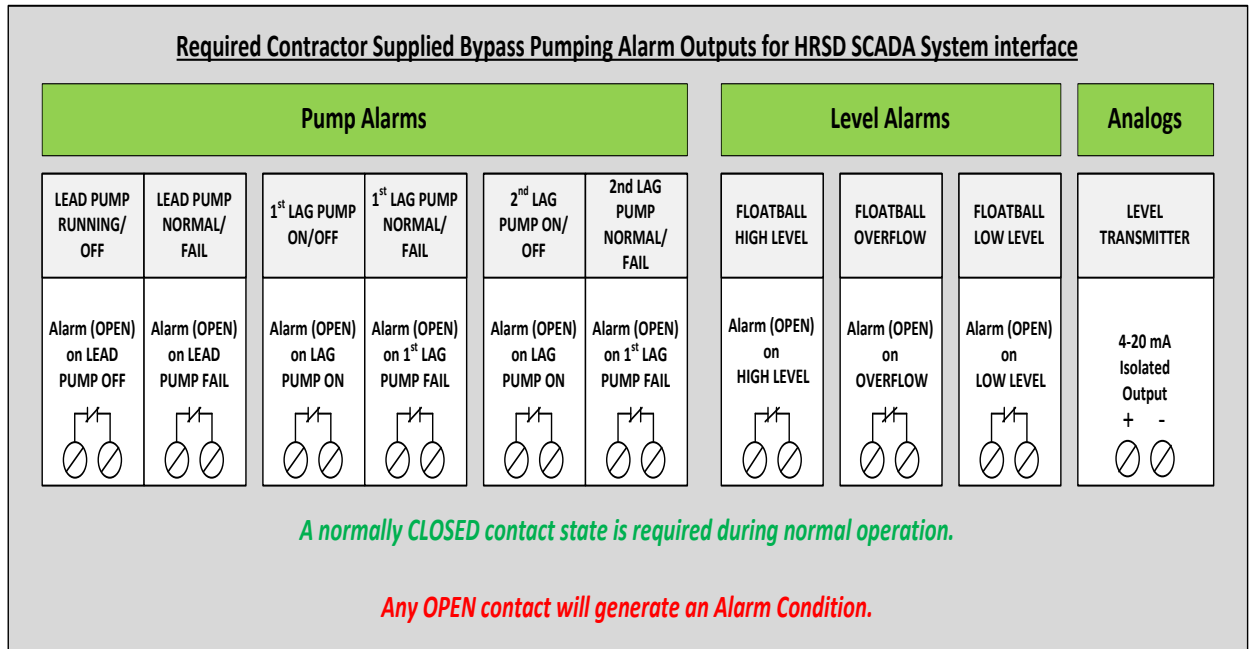 Required Contractor Supplied Bypass Pumping Alarm Outputs for HRSD SCADA System interface
Pump Alarms
Level Alarms
Analogs
LEAD PUMP
RUNNING/
OFF
LEAD PUMP
NORMAL/
FAIL
1st LAG PUMP
ON/OFF
1st LAG PUMP
NORMAL/
FAIL
2nd LAG
PUMP ON/
OFF
2nd LAG
PUMP
NORMAL/
FAIL
FLOATBALL
HIGH LEVEL
FLOATBALL
OVERFLOW
FLOATBALL
LOW LEVEL
LEVEL
TRANSMITTER
Alarm (OPEN)
on LEAD
PUMP OFF
Alarm (OPEN)
on LEAD
PUMP FAIL
Alarm (OPEN)
on LAG
PUMP ON
Alarm (OPEN)
on 1st LAG
PUMP FAIL
Alarm (OPEN)
on LAG
PUMP ON
Alarm (OPEN)
on 1st LAG
PUMP FAIL
Alarm (OPEN)
on
HIGH LEVEL
Alarm (OPEN)
on
OVERFLOW
Alarm (OPEN)
on
LOW LEVEL
4-20 mA
Isolated
Output
+ -
A normally CLOSED contact state is required during normal operation.
Any OPEN contact will generate an Alarm Condition.